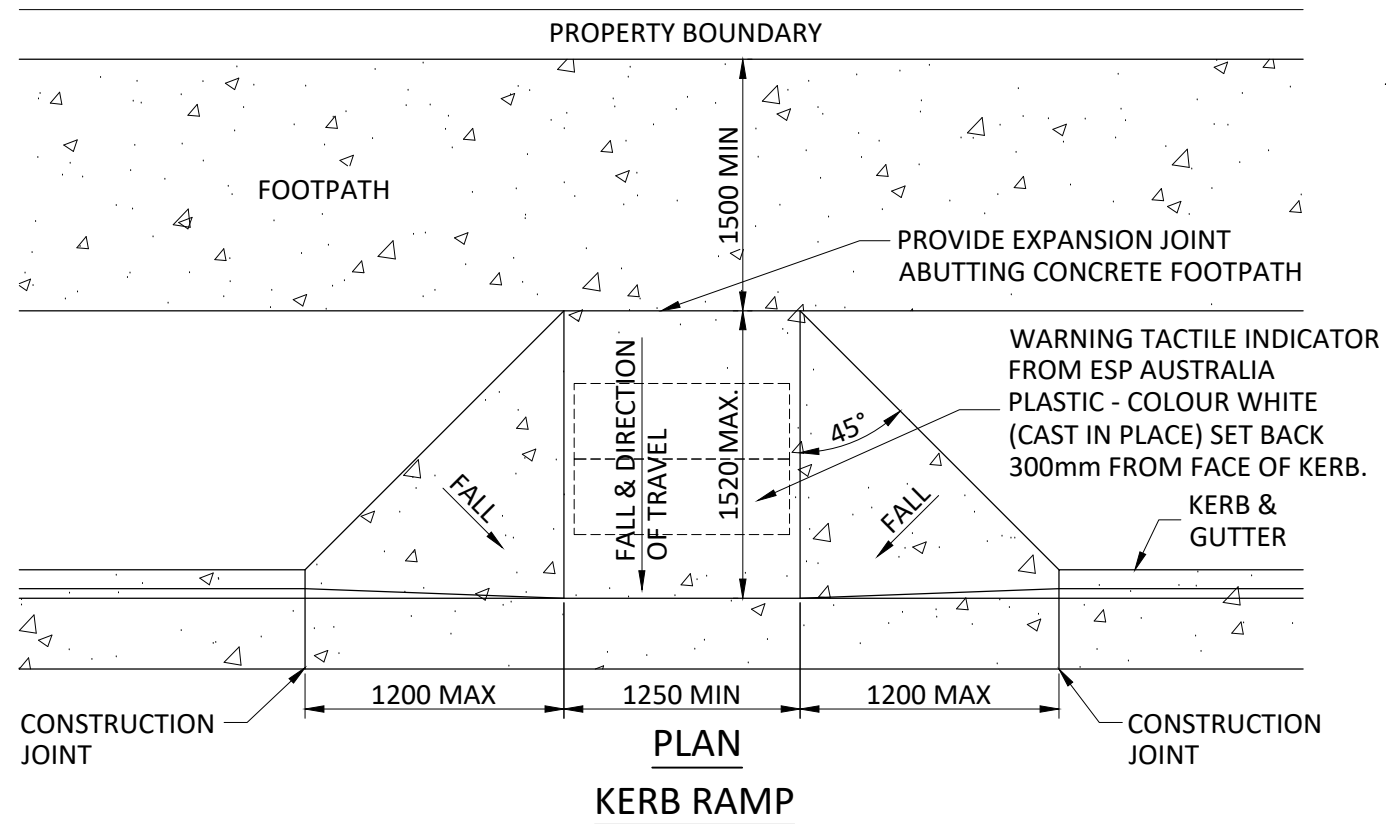 PROPERTY BOUNDARY
FOOTPATH
1500 MIN
PROVIDE EXPANSION JOINT
ABUTTING CONCRETE FOOTPATH
WARNING TACTILE INDICATOR
FROM ESP AUSTRALIA
PLASTIC - COLOUR WHITE
(CAST IN PLACE) SET BACK
300mm FROM FACE OF KERB.
FALL & DIRECTION
OF TRAVEL
1520 MAX.
45°
FALL
FALL
KERB &
GUTTER
1200 MAX
1250 MIN
1200 MAX
CONSTRUCTION
JOINT
CONSTRUCTION
JOINT
PLAN
KERB RAMP